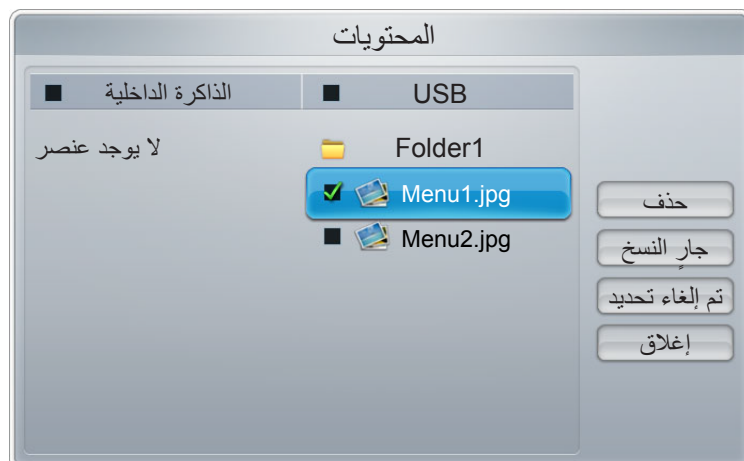 المحتويات
الذاكرة الداخلية
USB
لا يوجد عنصر
Folder1
Menu1.jpg
Menu2.jpg
حذف
جارٍ النسخ
تم إلغاء تحديد
إغلاق